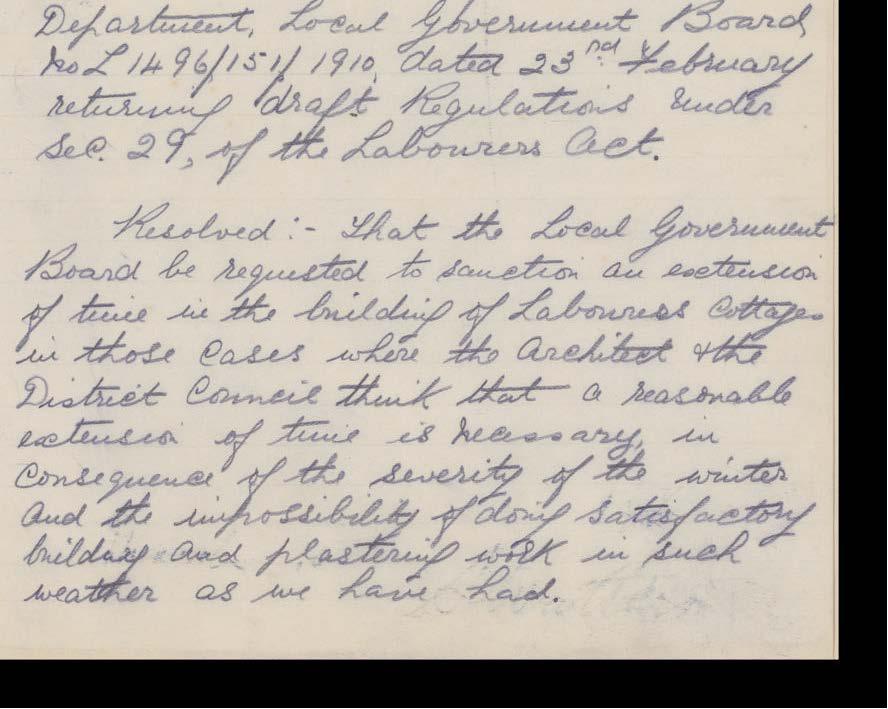 Department, Local Government Board
No L 1496/151/1910, dated 23nd February
returning draft Regulations under
Sec. 29, of the Labourers Act.
Resolved :- That the Local Government
Board be requested to sanction an extension
of time in the building of Labourers Cottages
in those cases where the Architect & the
District Council think that a reasonable
extension of time is necessary, in
consequence of the severity of the winter
and the impossibility of doing satisfactory
building and plastering work in such
weather as we have had.